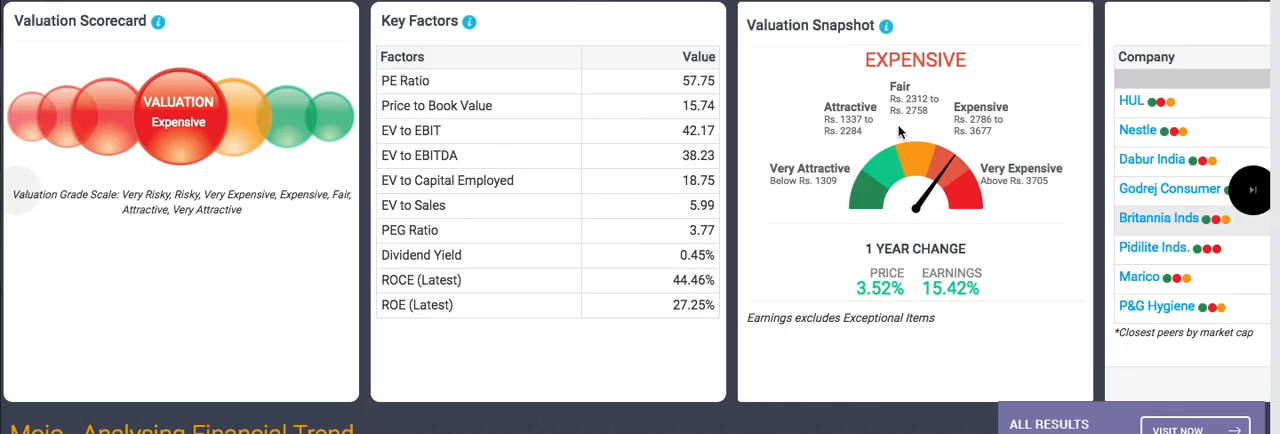 Valuation Scorecard i
VALUATION
Expensive
Valuation Grade Scale: Very Risky, Risky, Very Expensive, Expensive, Fair,
Attractive, Very Attractive
Key Factors i
Factors Value
PE Ratio 57.75
Price to Book Value 15.74
EV to EBIT 42.17
EV to EBITDA 38.23
EV to Capital Employed 18.75
EV to Sales 5.99
PEG Ratio 3.77
Dividend Yield 0.45%
ROCE (Latest) 44.46%
ROE (Latest) 27.25%
Valuation Snapshot i
EXPENSIVE
Fair
Rs. 2312 to
Rs. 2758
Attractive
Rs. 1337 to
Rs. 2284
Expensive
Rs. 2786 to
Rs. 3677
Very Attractive
Below Rs. 1309
Very Expensive
Above Rs. 3705
1 YEAR CHANGE
PRICE EARNINGS
3.52% 15.42%
Earnings excludes Exceptional Items
Company
HUL
Nestle
Dabur India
Godrej Consumer
Britannia Inds
Pidilite Inds.
Marico
P&G Hygiene
*Closest peers by market cap
Mojo - Analysing Financial Trend
ALL RESULTS
VISIT NOW